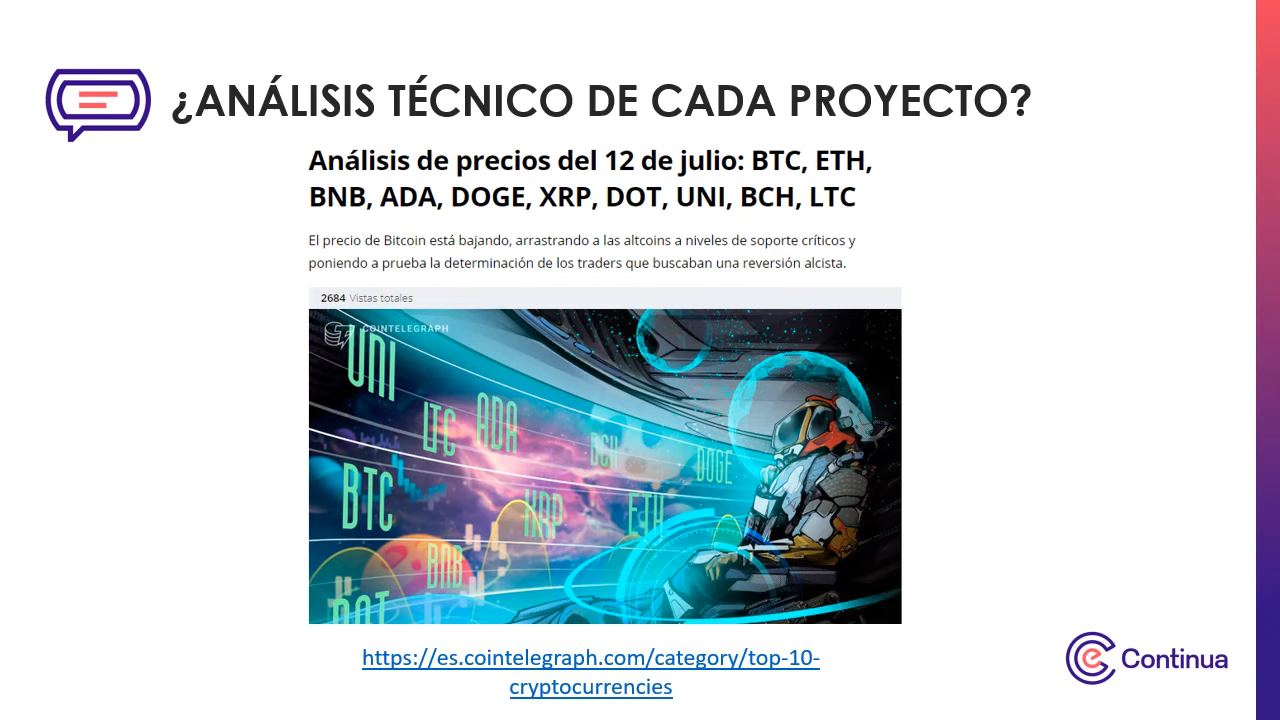 ¿ANÁLISIS TÉCNICO DE CADA PROYECTO?
Análisis de precios del 12 de julio: BTC, ETH,
BNB, ADA, DOGE, XRP, DOT, UNI, BCH, LTC
El precio de Bitcoin está bajando, arrastrando a las altcoins a niveles de soporte críticos y
poniendo a prueba la determinación de los traders que buscaban una reversión alcista.
2684 Vistas totales
COINTELEGRAPH
UNI
LTC
ADA
BCH
DOGE
BTC
XRP
ETH
BNB
DOT
https://es.cointelegraph.com/category/top-10-
cryptocurrencies
Continua